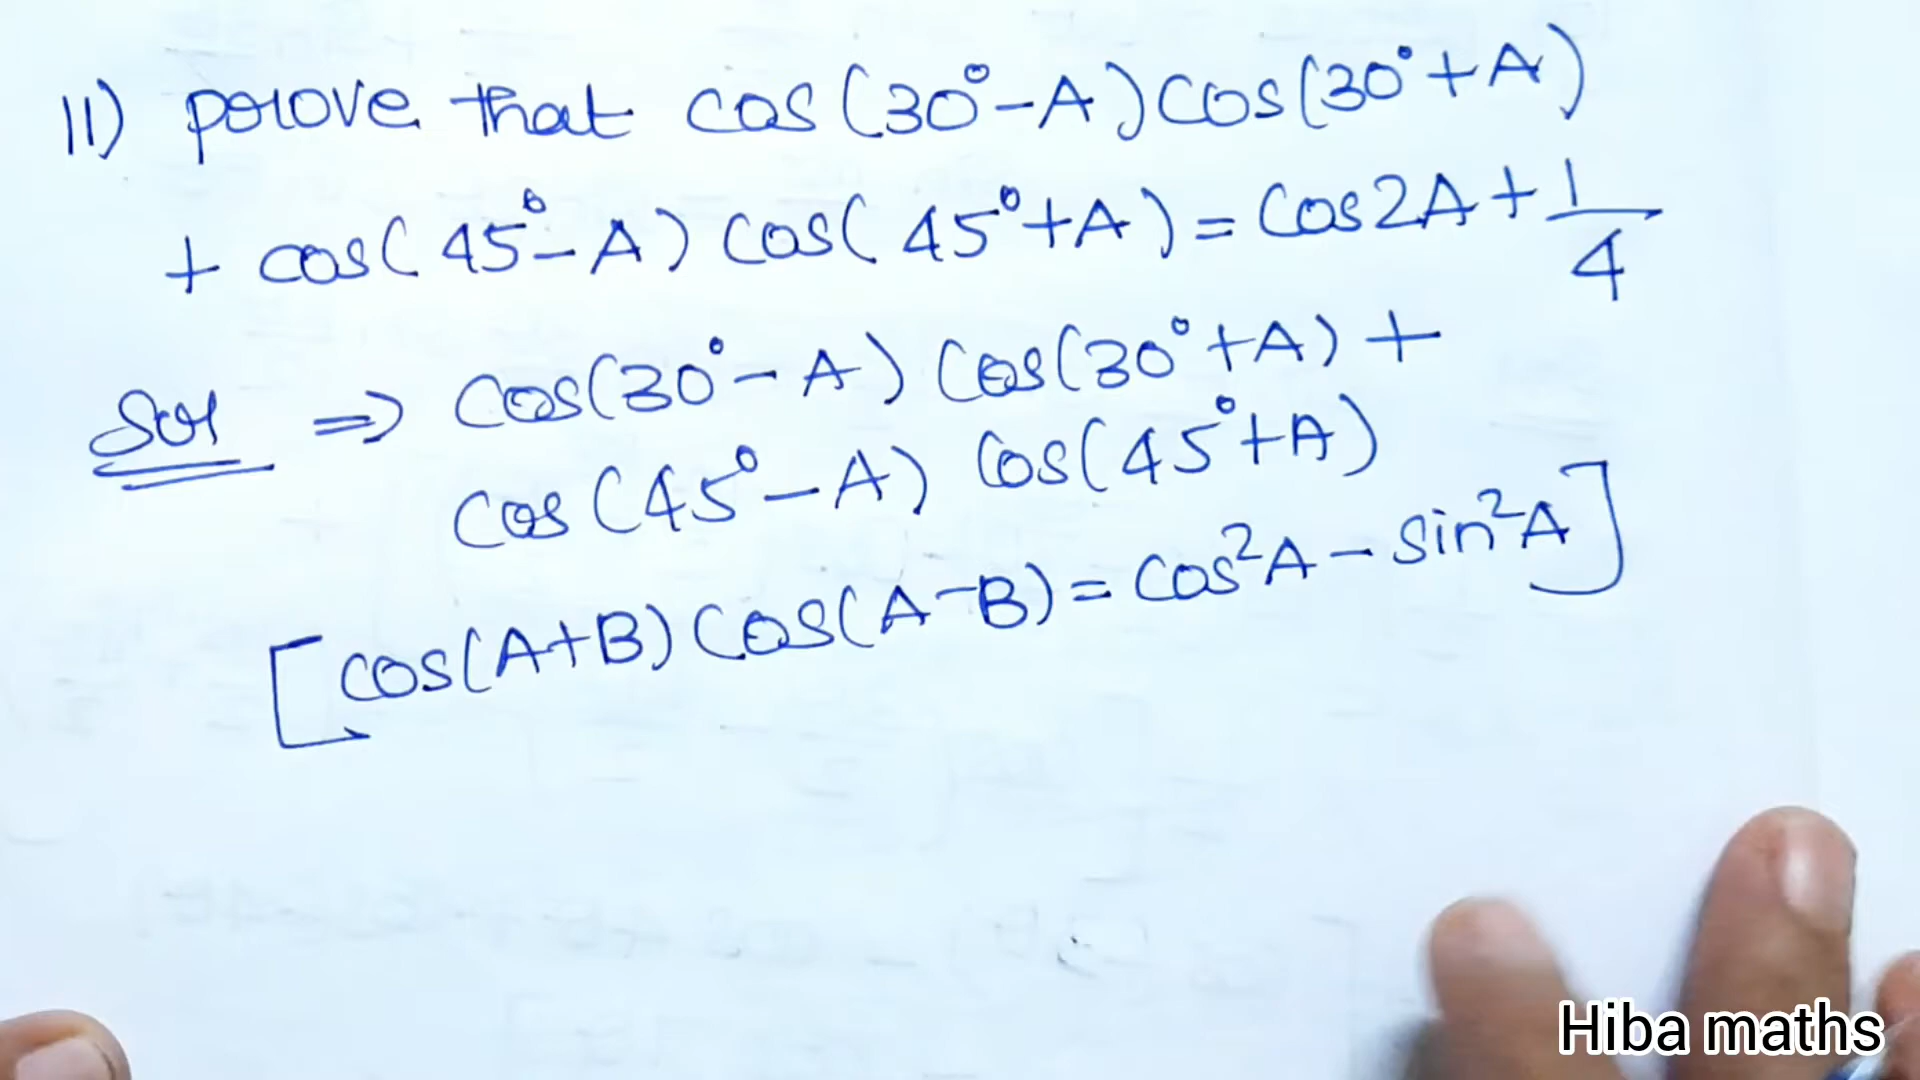 11) prove that cos(30°-A)cos(30°+A)
+ cos(45°-A) cos(45°+A) = cos2A + 1/4
Sol ⇒ cos(30°-A) cos(30°+A) +
cos(45°-A) cos(45°+A)
[cos(A+B) cos(A-B) = cos²A - sin²A]
Hiba maths